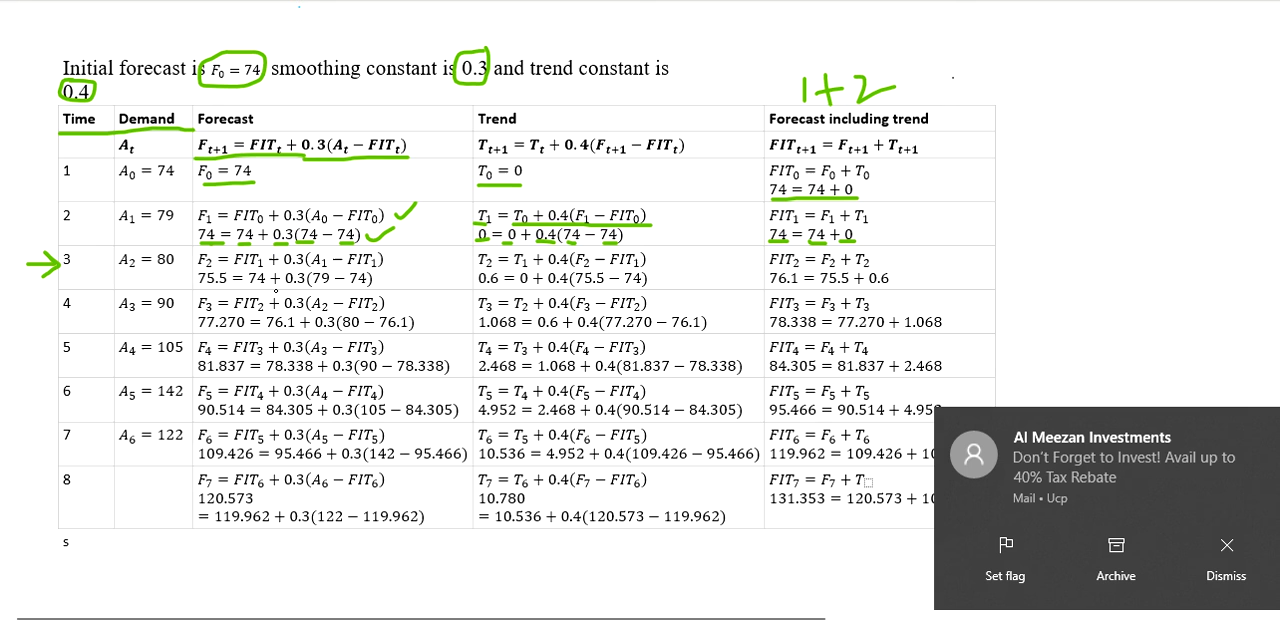 Initial forecast is F₀ = 74, smoothing constant is 0.3 and trend constant is
0.4
1+2
Time Demand Forecast Trend Forecast including trend
Aₜ Fₜ₊₁ = FITₜ + 0.3(Aₜ − FITₜ) Tₜ₊₁ = Tₜ + 0.4(Fₜ₊₁ − FITₜ) FITₜ₊₁ = Fₜ₊₁ + Tₜ₊₁
1 A₀ = 74 F₀ = 74 T₀ = 0 FIT₀ = F₀ + T₀
74 = 74 + 0
2 A₁ = 79 F₁ = FIT₀ + 0.3(A₀ − FIT₀) T₁ = T₀ + 0.4(F₁ − FIT₀) FIT₁ = F₁ + T₁
74 = 74 + 0.3(74 − 74) 0 = 0 + 0.4(74 − 74) 74 = 74 + 0
3 A₂ = 80 F₂ = FIT₁ + 0.3(A₁ − FIT₁) T₂ = T₁ + 0.4(F₂ − FIT₁) FIT₂ = F₂ + T₂
75.5 = 74 + 0.3(79 − 74) 0.6 = 0 + 0.4(75.5 − 74) 76.1 = 75.5 + 0.6
4 A₃ = 90 F₃ = FIT₂ + 0.3(A₂ − FIT₂) T₃ = T₂ + 0.4(F₃ − FIT₂) FIT₃ = F₃ + T₃
77.270 = 76.1 + 0.3(80 − 76.1) 1.068 = 0.6 + 0.4(77.270 − 76.1) 78.338 = 77.270 + 1.068
5 A₄ = 105 F₄ = FIT₃ + 0.3(A₃ − FIT₃) T₄ = T₃ + 0.4(F₄ − FIT₃) FIT₄ = F₄ + T₄
81.837 = 78.338 + 0.3(90 − 78.338) 2.468 = 1.068 + 0.4(81.837 − 78.338) 84.305 = 81.837 + 2.468
6 A₅ = 142 F₅ = FIT₄ + 0.3(A₄ − FIT₄) T₅ = T₄ + 0.4(F₅ − FIT₄) FIT₅ = F₅ + T₅
90.514 = 84.305 + 0.3(105 − 84.305) 4.952 = 2.468 + 0.4(90.514 − 84.305) 95.466 = 90.514 + 4.952
7 A₆ = 122 F₆ = FIT₅ + 0.3(A₅ − FIT₅) T₆ = T₅ + 0.4(F₆ − FIT₅) FIT₆ = F₆ + T₆
109.426 = 95.466 + 0.3(142 − 95.466) 10.536 = 4.952 + 0.4(109.426 − 95.466) 119.962 = 109.426 + 10
8 F₇ = FIT₆ + 0.3(A₆ − FIT₆) T₇ = T₆ + 0.4(F₇ − FIT₆) FIT₇ = F₇ + T
120.573 10.780 131.353 = 120.573 + 10
= 119.962 + 0.3(122 − 119.962) = 10.536 + 0.4(120.573 − 119.962)
s
Al Meezan Investments
Don't Forget to Invest! Avail up to
40% Tax Rebate
Mail • Ucp
Set flag Archive Dismiss